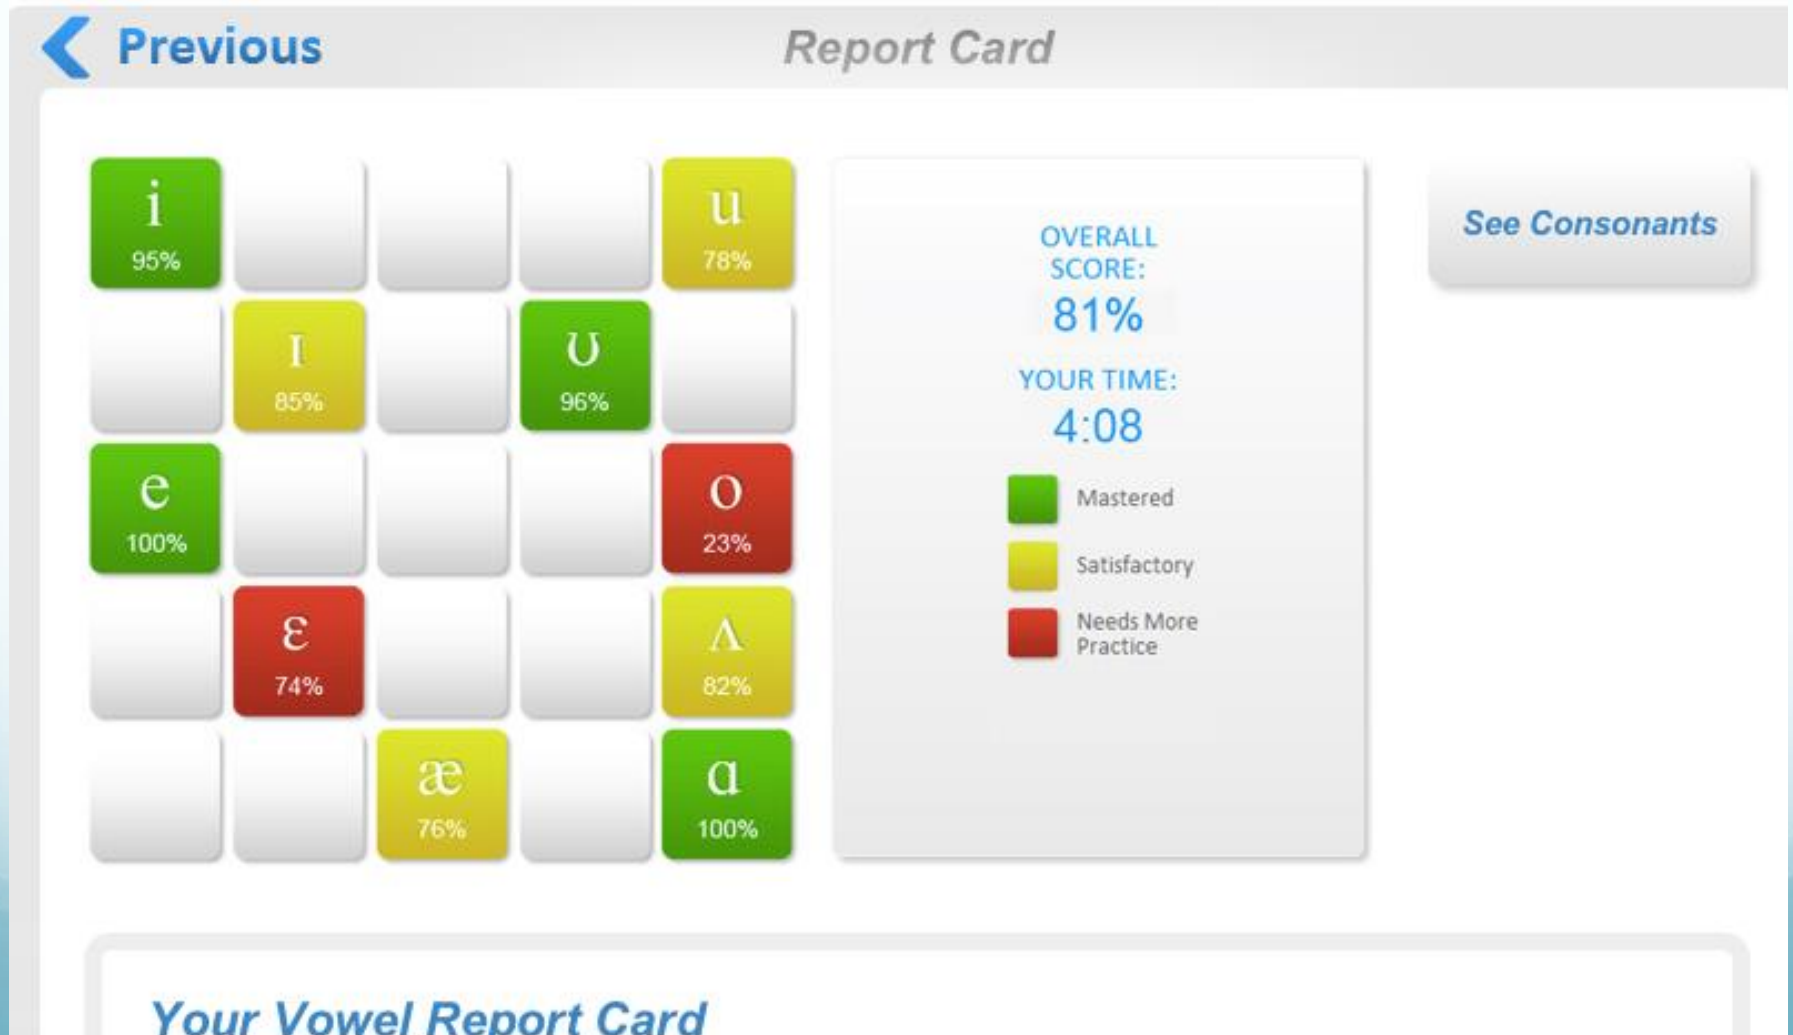 Previous
Report Card
i
95%
u
78%
ɪ
85%
ʊ
96%
e
100%
o
23%
ɛ
74%
ʌ
82%
æ
76%
ɑ
100%
OVERALL
SCORE:
81%
YOUR TIME:
4:08
Mastered
Satisfactory
Needs More
Practice
See Consonants
Your Vowel Report Card